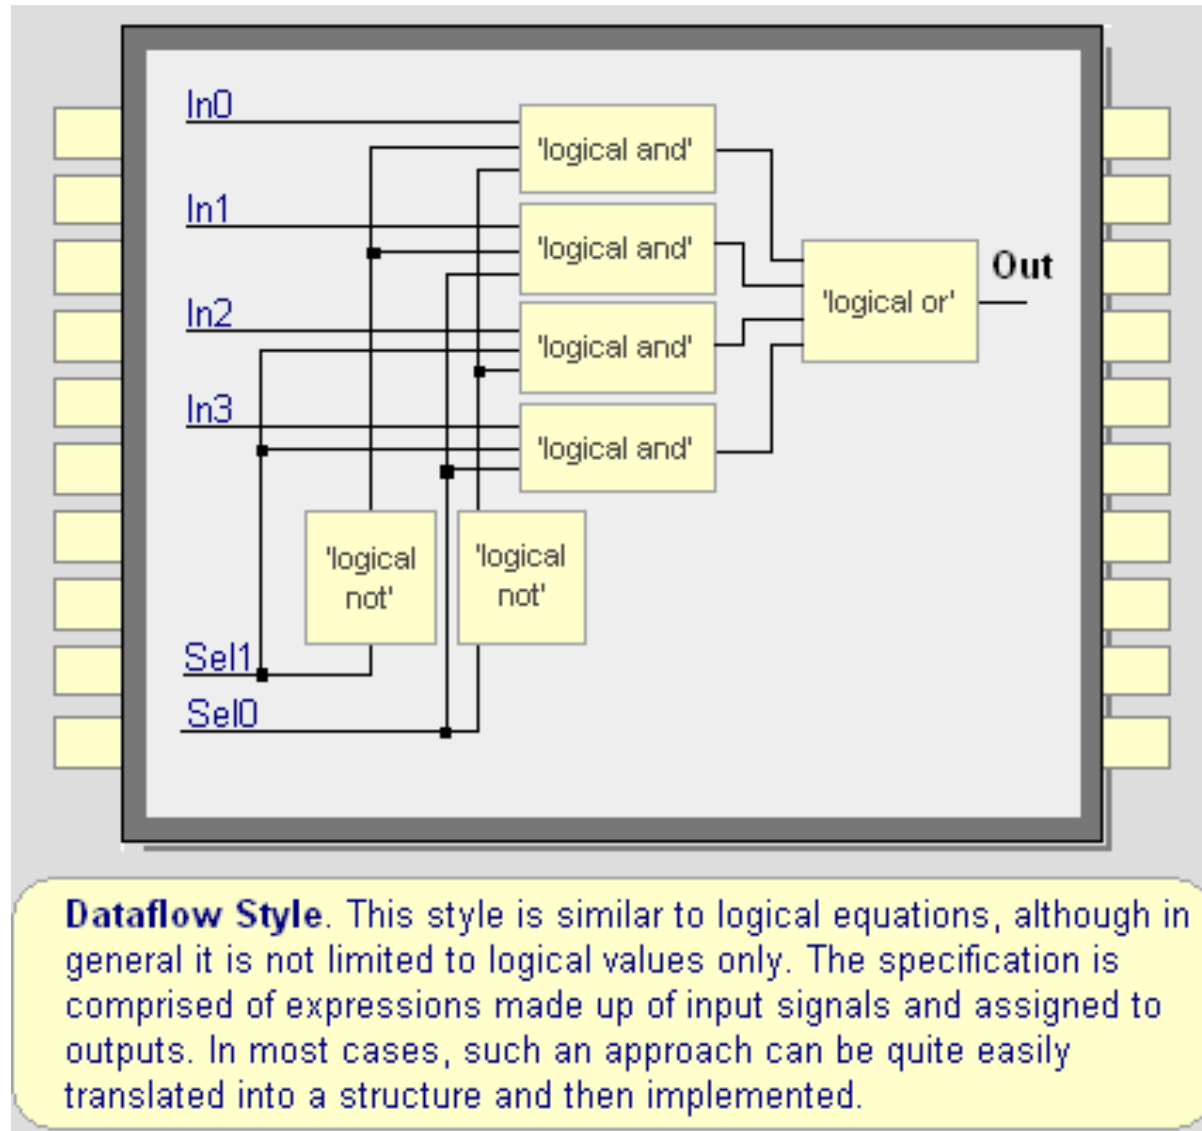 In0
'logical and'
In1
'logical and'
Out
In2
'logical or'
'logical and'
In3
'logical and'
'logical
not'
'logical
not'
Sel1
Sel0
Dataflow Style. This style is similar to logical equations, although in
general it is not limited to logical values only. The specification is
comprised of expressions made up of input signals and assigned to
outputs. In most cases, such an approach can be quite easily
translated into a structure and then implemented.